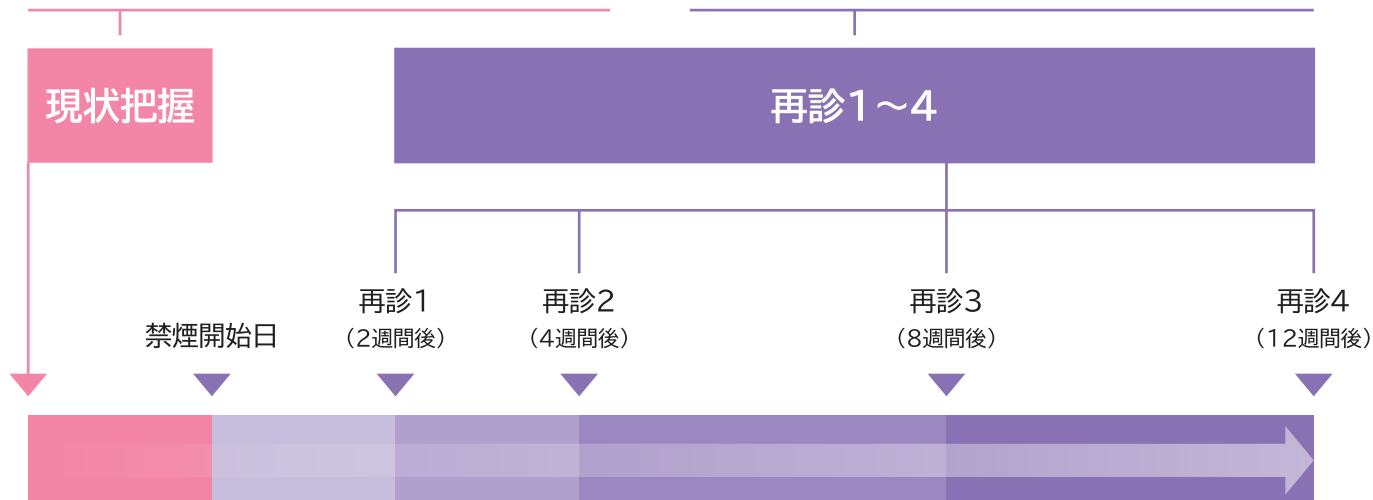 現状把握
再診1～4
禁煙開始日
再診1
（2週間後）
再診2
（4週間後）
再診3
（8週間後）
再診4
（12週間後）